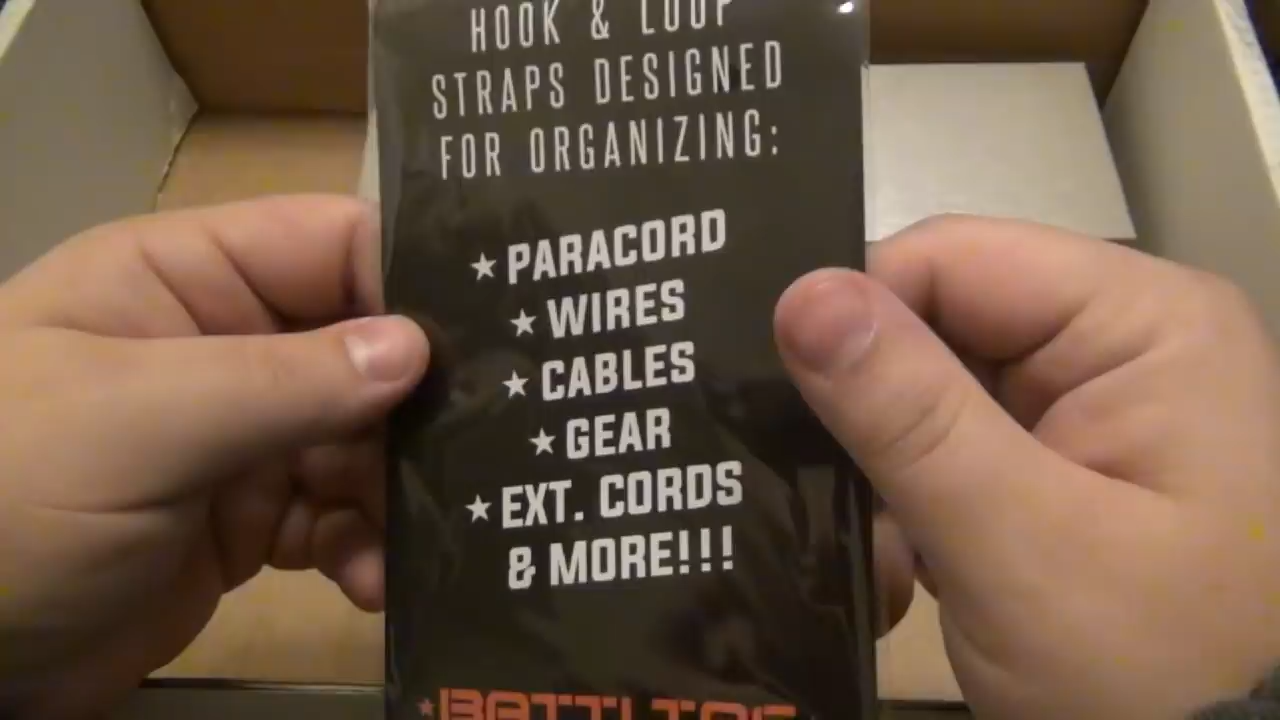 HOOK & LOOP
STRAPS DESIGNED
FOR ORGANIZING:
★ PARACORD
★ WIRES
★ CABLES
★ GEAR
★ EXT. CORDS
& MORE!!!